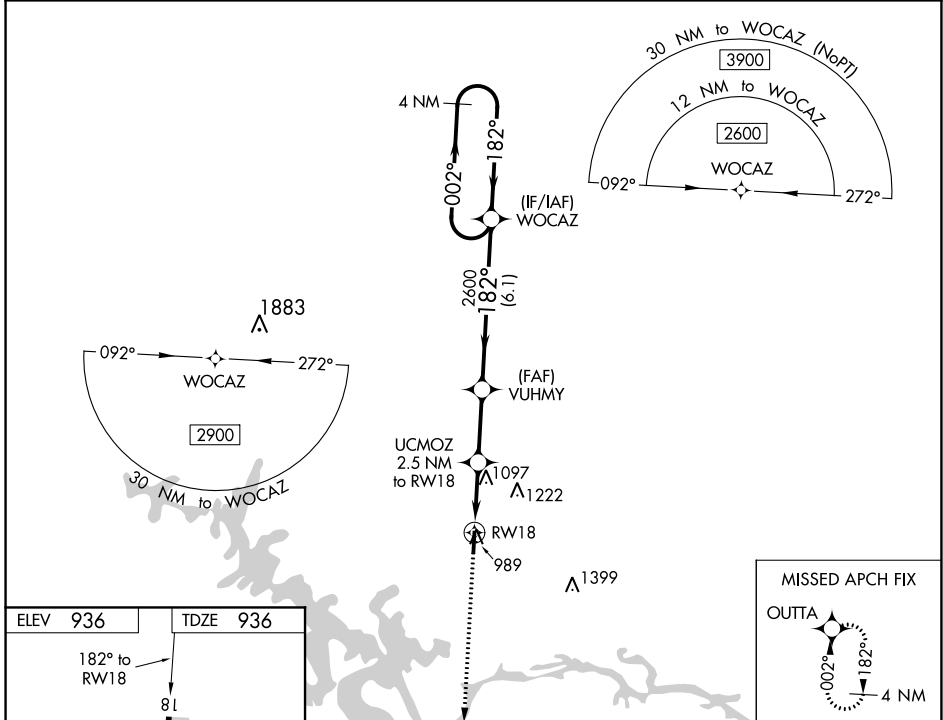 30 NM to WOCAZ (NoPT)
3900
12 NM to WOCAZ
2600
WOCAZ
092°
272°
4 NM
182°
002°
(IF/IAF)
WOCAZ
2600
182°
(6.1)
1883
092°
272°
WOCAZ
2900
30 NM to WOCAZ
(FAF)
VUHMY
UCMOZ
2.5 NM
to RW18
1097
1222
RW18
989
1399
MISSED APCH FIX
OUTTA
002°
182°
4 NM
ELEV 936
TDZE 936
182° to
RW18
18